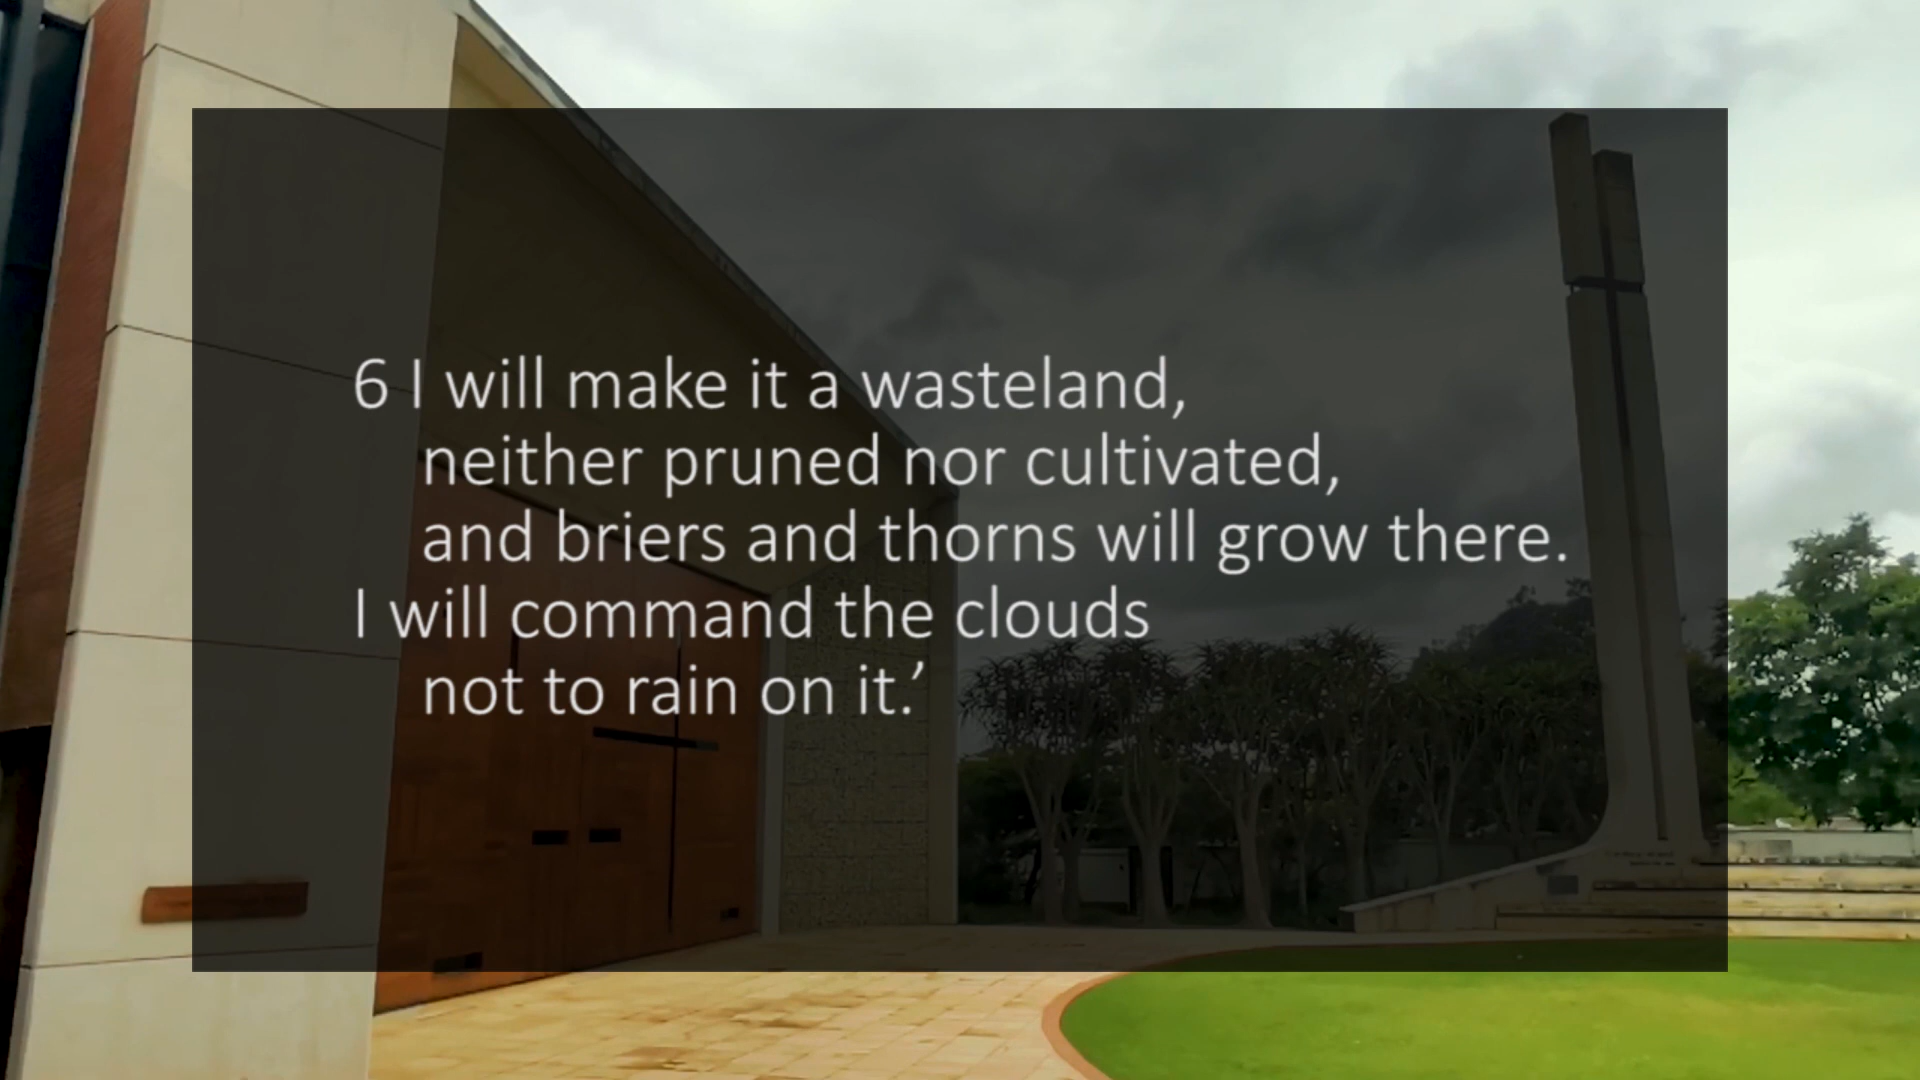 6 I will make it a wasteland,
neither pruned nor cultivated,
and briers and thorns will grow there.
I will command the clouds
not to rain on it.’